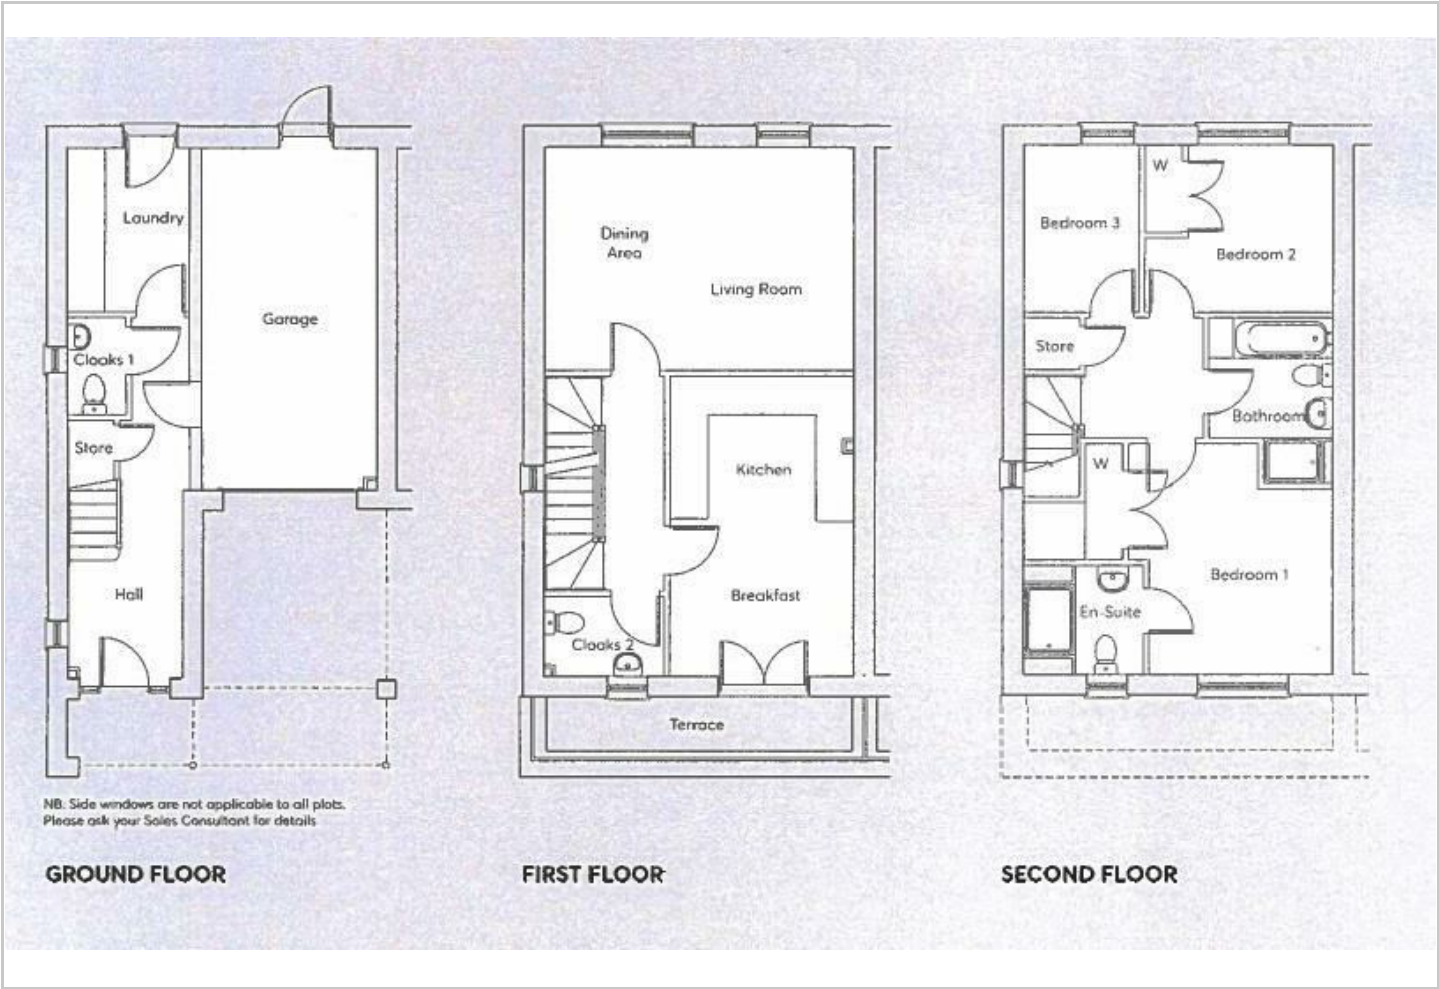 Laundry
Garage
Cloaks 1
Store
Hall
NB: Side windows are not applicable to all plots.
Please ask your Sales Consultant for details
GROUND FLOOR
Dining
Area
Living Room
Kitchen
Breakfast
Cloaks 2
Terrace
FIRST FLOOR
W
Bedroom 3
Bedroom 2
Store
Bathroom
W
Bedroom 1
En-Suite
SECOND FLOOR